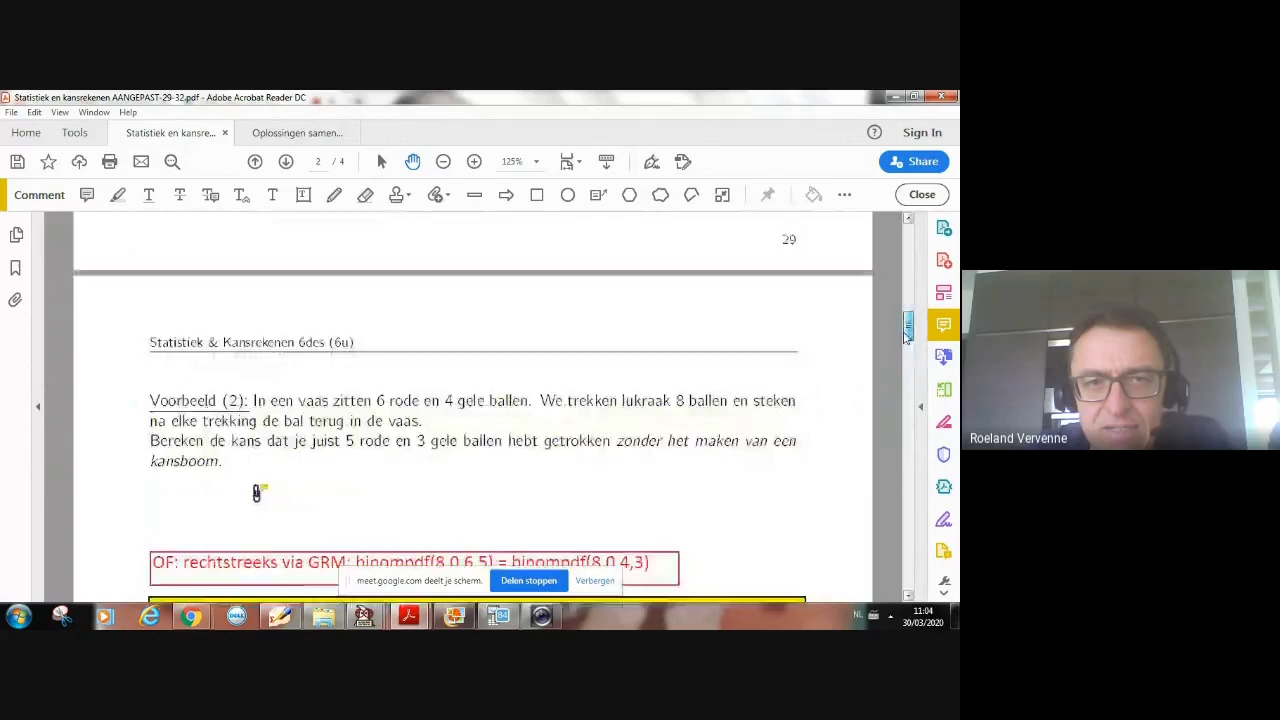 Statistiek en kansrekenen AANGEPAST-29-32.pdf - Adobe Acrobat Reader DC
File Edit View Window Help
Home Tools Statistiek en kansre... × Oplossingen samen... Sign In
2 / 4 125% Share
Comment Close
29
Statistiek & Kansrekenen 6des (6u)
Voorbeeld (2): In een vaas zitten 6 rode en 4 gele ballen. We trekken lukraak 8 ballen en steken
na elke trekking de bal terug in de vaas.
Bereken de kans dat je juist 5 rode en 3 gele ballen hebt getrokken zonder het maken van een
kansboom.
Roeland Vervenne
OF: rechtstreeks via GRM: binompdf(8,0.6,5) = binompdf(8,0.4,3)
meet.google.com deelt je scherm. Delen stoppen Verbergen
NL 11:04
30/03/2020